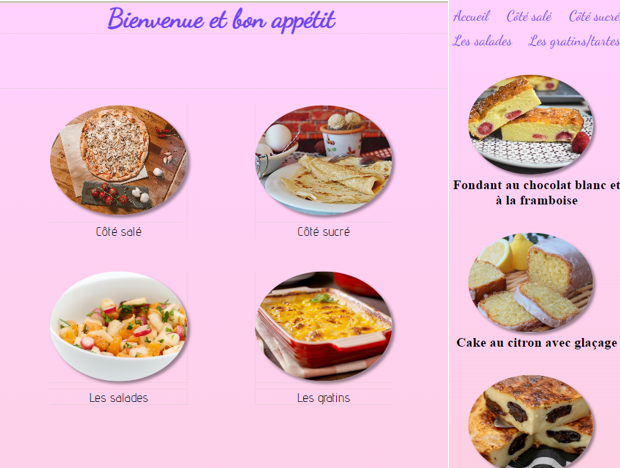 Bienvenue et bon appétit
Côté salé
Côté sucré
Les salades
Les gratins
Accueil Côté salé Côté sucré
Les salades Les gratins/tartes
Fondant au chocolat blanc et
à la framboise
Cake au citron avec glaçage